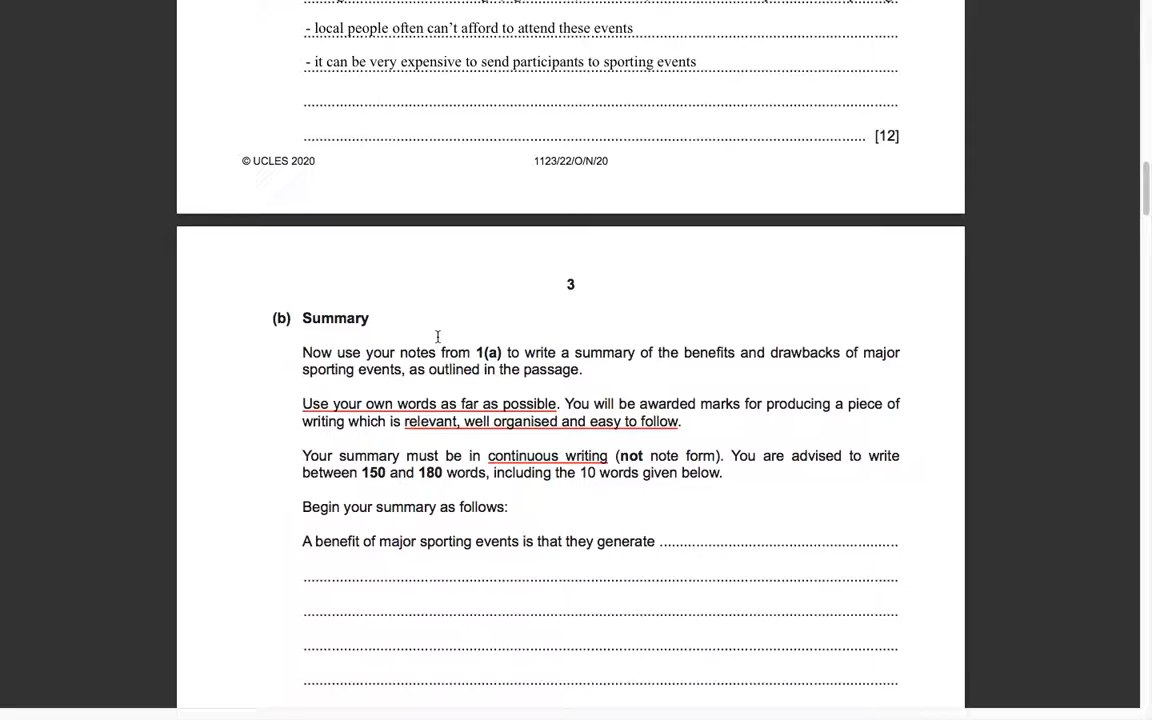 - local people often can't afford to attend these events
- it can be very expensive to send participants to sporting events
[12]
© UCLES 2020
1123/22/O/N/20
3
(b) Summary
Now use your notes from 1(a) to write a summary of the benefits and drawbacks of major
sporting events, as outlined in the passage.
Use your own words as far as possible. You will be awarded marks for producing a piece of
writing which is relevant, well organised and easy to follow.
Your summary must be in continuous writing (not note form). You are advised to write
between 150 and 180 words, including the 10 words given below.
Begin your summary as follows:
A benefit of major sporting events is that they generate